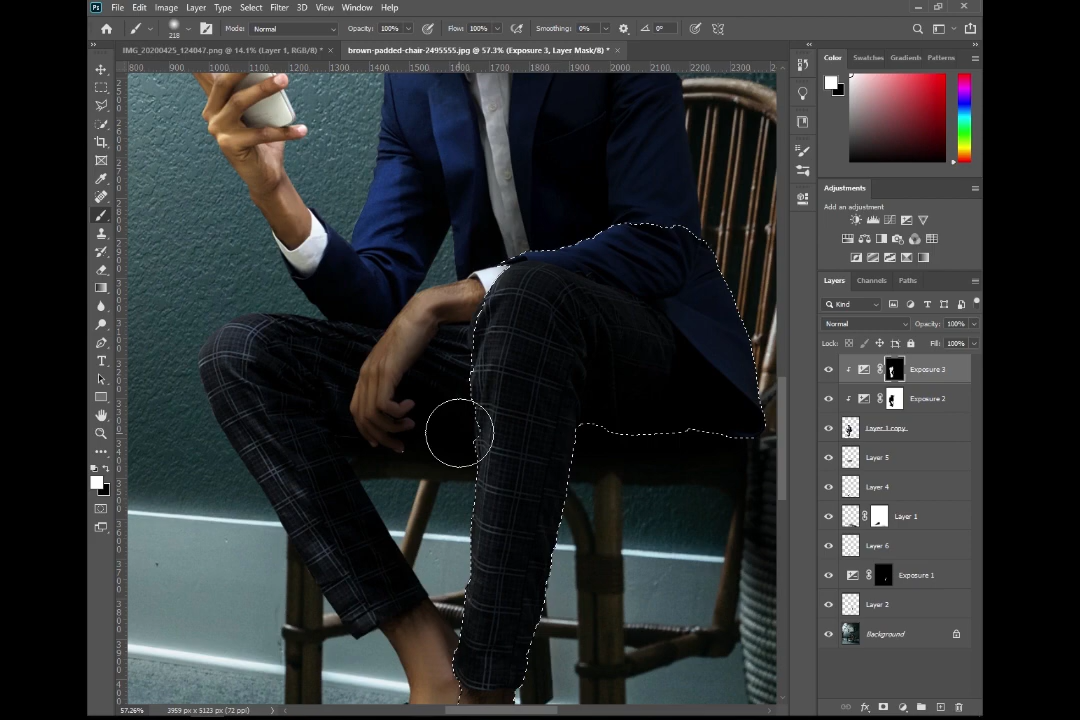 File Edit Image Layer Type Select Filter 3D View Window Help
218 Mode: Normal Opacity: 100% Flow: 100% Smoothing: 0% 0°
IMG_20200425_124847.png @ 14.1% (Layer 1, RGB/8) * × brown-padded-chair-2495555.jpg @ 57.3% (Exposure 3, Layer Mask/8) * ×
800 900 1000 1100 1200 1300 1400 1500 1600 1700 1800 1900 2000 2100 2200 2300
Color Swatches Gradients Patterns
Adjustments
Add an adjustment
Layers Channels Paths
Kind
Normal Opacity: 100%
Lock: Fill: 100%
Exposure 3
Exposure 2
Layer 3 copy
Layer 5
Layer 4
Layer 1
Layer 6
Exposure 1
Layer 2
Background
57.26% 3959 px x 5123 px (72 ppi)